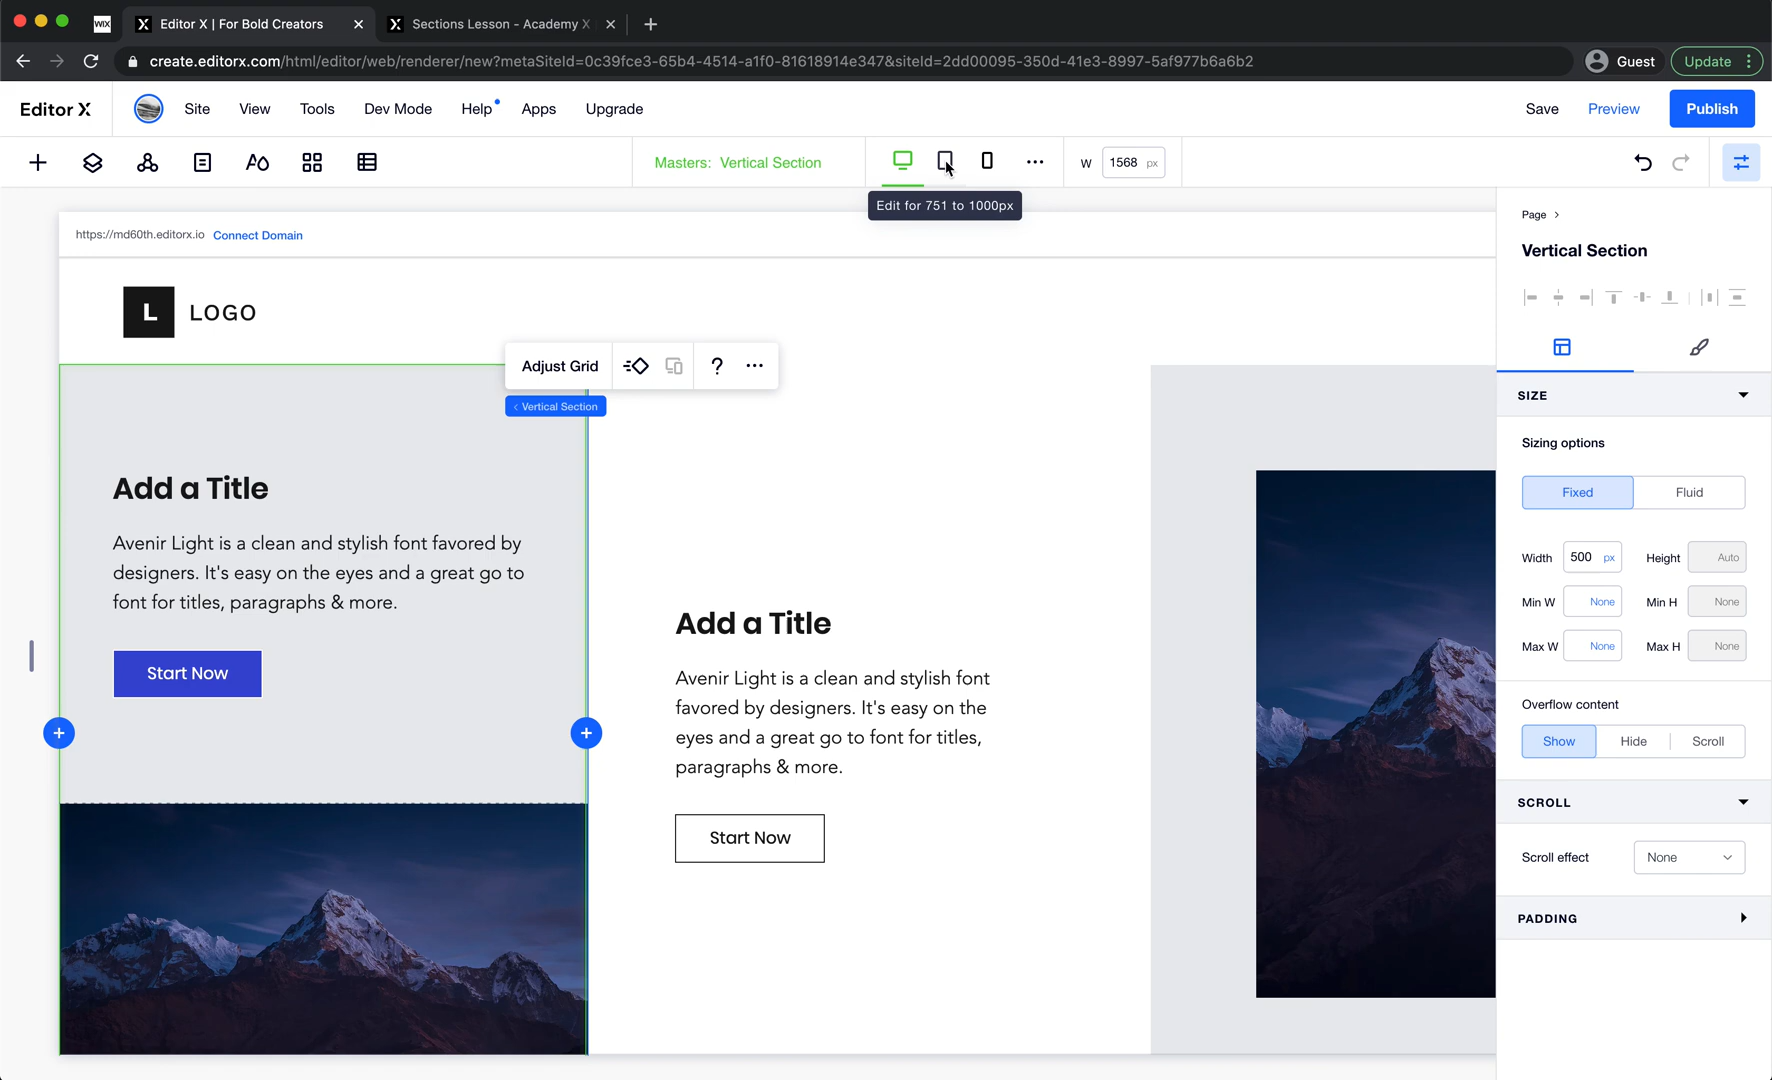 WIX
Editor X | For Bold Creators
Sections Lesson - Academy X
create.editorx.com/html/editor/web/renderer/new?metaSiteId=0c39fce3-65b4-4514-a1f0-81618914e347&siteId=2dd00095-350d-41e3-8997-5af977b6a6b2
Guest
Update
Editor X
Site
View
Tools
Dev Mode
Help
Apps
Upgrade
Save
Preview
Publish
Masters: Vertical Section
W 1568 px
Edit for 751 to 1000px
https://md60th.editorx.io Connect Domain
L LOGO
Adjust Grid
?
< Vertical Section
Add a Title
Avenir Light is a clean and stylish font favored by
designers. It's easy on the eyes and a great go to
font for titles, paragraphs & more.
Start Now
Add a Title
Avenir Light is a clean and stylish font
favored by designers. It's easy on the
eyes and a great go to font for titles,
paragraphs & more.
Start Now
Page >
Vertical Section
SIZE
Sizing options
Fixed Fluid
Width 500 px Height Auto
Min W None Min H None
Max W None Max H None
Overflow content
Show Hide Scroll
SCROLL
Scroll effect None
PADDING